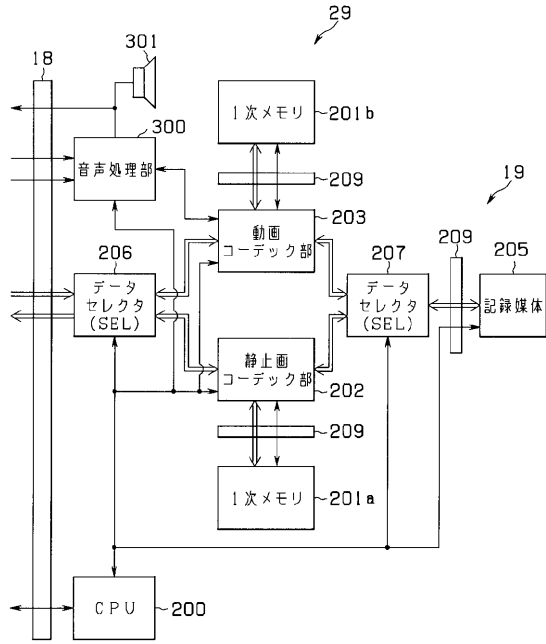 29
301
18
1次メモリ
201b
300
音声処理部
209
19
動画
コーデック部
203
206
207
209
205
データ
セレクタ
(SEL)
データ
セレクタ
(SEL)
記録媒体
静止画
コーデック部
202
209
1次メモリ
201a
CPU
200